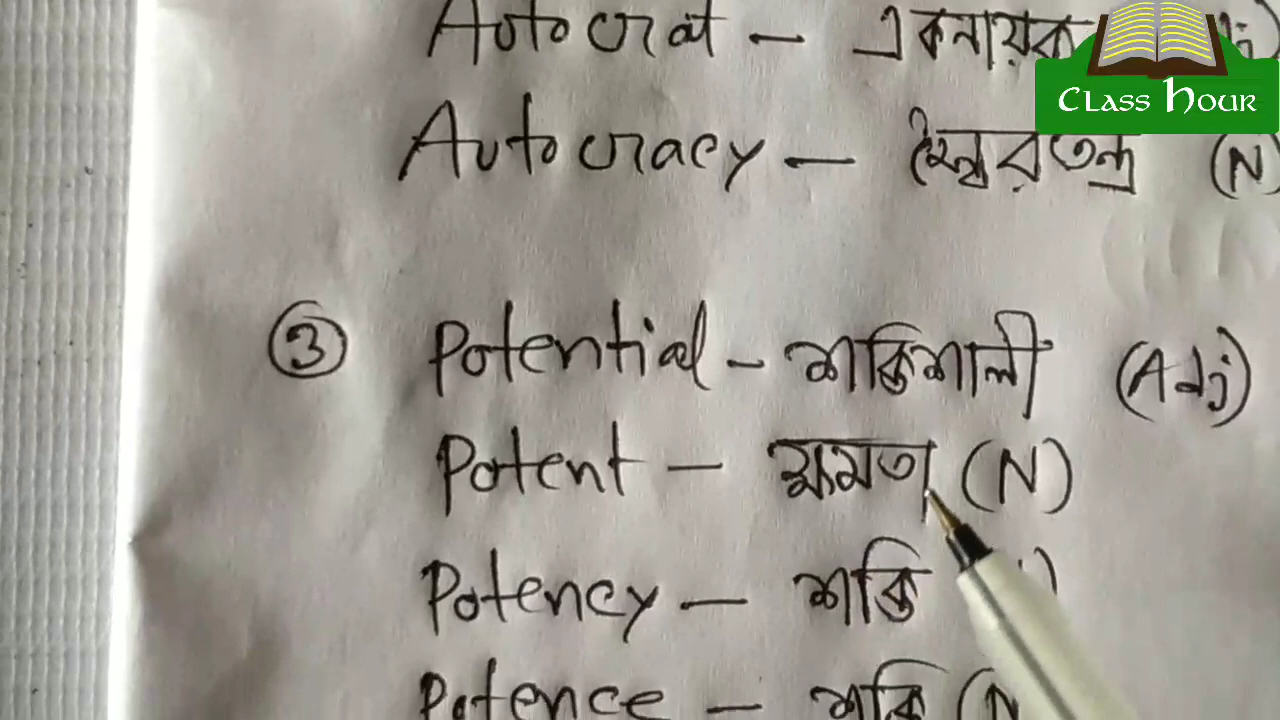 Autocrat - একনায়ক
CLASS HOUR
Autocracy - স্বৈরতন্ত্র (N)
③ Potential - শক্তিশালী (Adj)
Potent - ক্ষমতা (N)
Potency - শক্তি
Potence - শক্তি (N